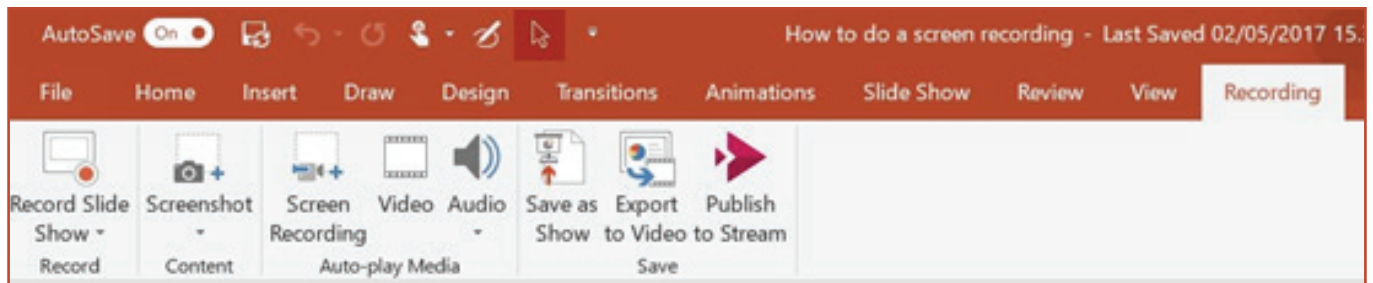 AutoSave On How to do a screen recording - Last Saved 02/05/2017 15.
File Home Insert Draw Design Transitions Animations Slide Show Review View Recording
Record Slide Screenshot Screen Video Audio Save as Export Publish
Show Recording Show to Video to Stream
Record Content Auto-play Media Save